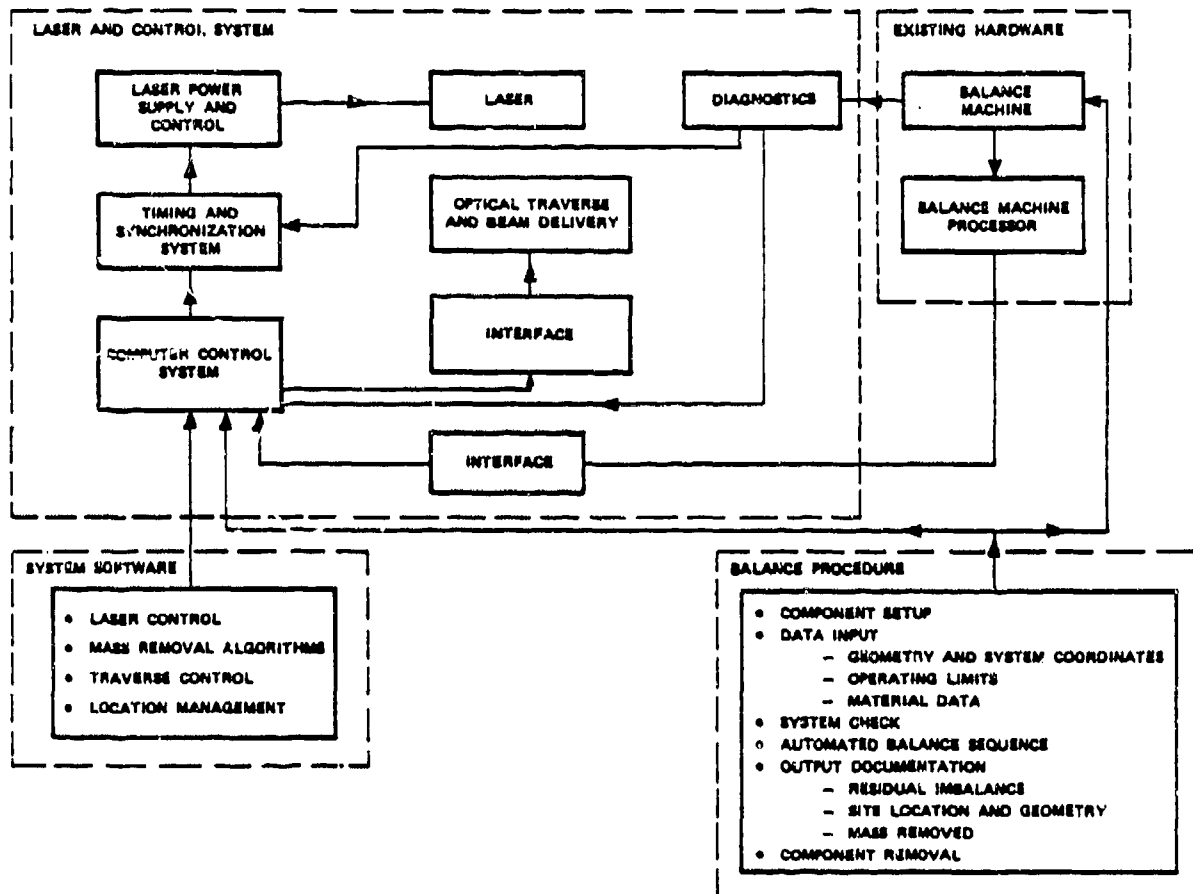 LASER AND CONTROL SYSTEM
LASER POWER
SUPPLY AND
CONTROL
LASER
DIAGNOSTICS
TIMING AND
SYNCHRONIZATION
SYSTEM
OPTICAL TRAVERSE
AND BEAM DELIVERY
COMPUTER CONTROL
SYSTEM
INTERFACE
INTERFACE
EXISTING HARDWARE
BALANCE
MACHINE
BALANCE MACHINE
PROCESSOR
SYSTEM SOFTWARE
• LASER CONTROL
• MASS REMOVAL ALGORITHMS
• TRAVERSE CONTROL
• LOCATION MANAGEMENT
BALANCE PROCEDURE
• COMPONENT SETUP
• DATA INPUT
– GEOMETRY AND SYSTEM COORDINATES
– OPERATING LIMITS
– MATERIAL DATA
• SYSTEM CHECK
• AUTOMATED BALANCE SEQUENCE
• OUTPUT DOCUMENTATION
– RESIDUAL IMBALANCE
– SITE LOCATION AND GEOMETRY
– MASS REMOVED
• COMPONENT REMOVAL